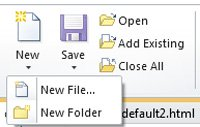 New
Save
Open
Add Existing
Close All
New File...
New Folder
default2.html